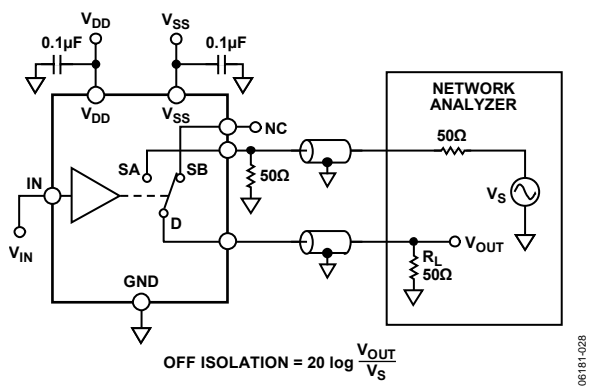 VDD
VSS
0.1µF
0.1µF
VDD
VSS
NC
NETWORK
ANALYZER
50Ω
SA
SB
50Ω
IN
VS
D
VIN
VOUT
RL
50Ω
GND
OFF ISOLATION = 20 log VOUT/VS
06181-028